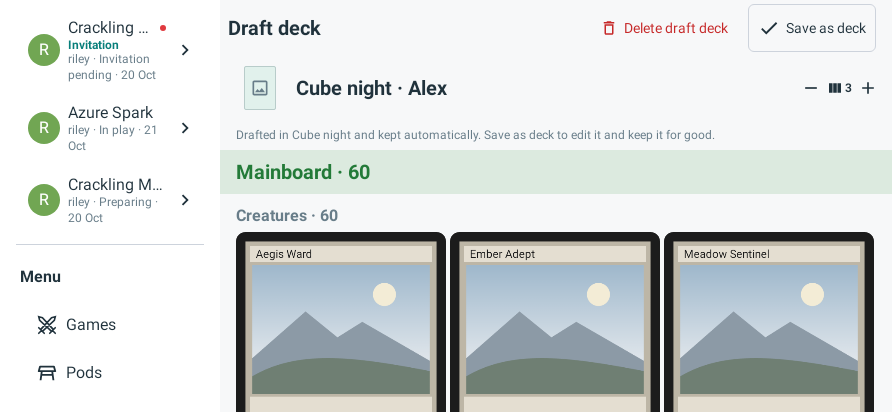 Crackling ...
Invitation
riley · Invitation
pending · 20 Oct
Azure Spark
riley · In play · 21
Oct
Crackling M...
riley · Preparing ·
20 Oct
Menu
Games
Pods
Draft deck
Delete draft deck
Save as deck
Cube night · Alex
3
Drafted in Cube night and kept automatically. Save as deck to edit it and keep it for good.
Mainboard · 60
Creatures · 60
Aegis Ward
Ember Adept
Meadow Sentinel
R
R
R